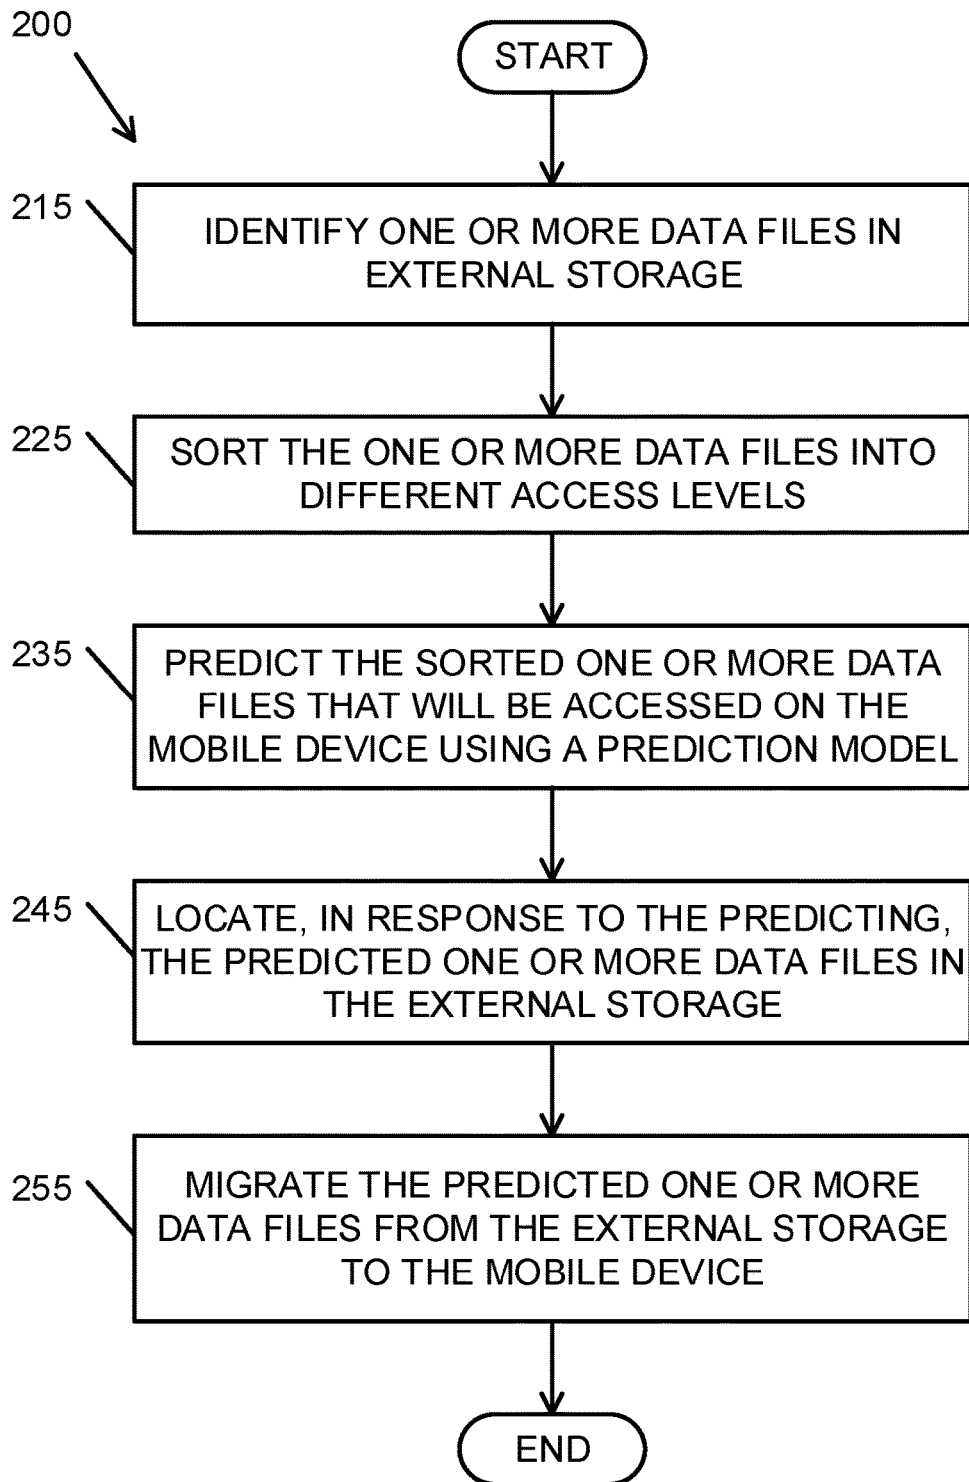 200
START
215
IDENTIFY ONE OR MORE DATA FILES IN
EXTERNAL STORAGE
225
SORT THE ONE OR MORE DATA FILES INTO
DIFFERENT ACCESS LEVELS
235
PREDICT THE SORTED ONE OR MORE DATA
FILES THAT WILL BE ACCESSED ON THE
MOBILE DEVICE USING A PREDICTION MODEL
245
LOCATE, IN RESPONSE TO THE PREDICTING,
THE PREDICTED ONE OR MORE DATA FILES IN
THE EXTERNAL STORAGE
255
MIGRATE THE PREDICTED ONE OR MORE
DATA FILES FROM THE EXTERNAL STORAGE
TO THE MOBILE DEVICE
END